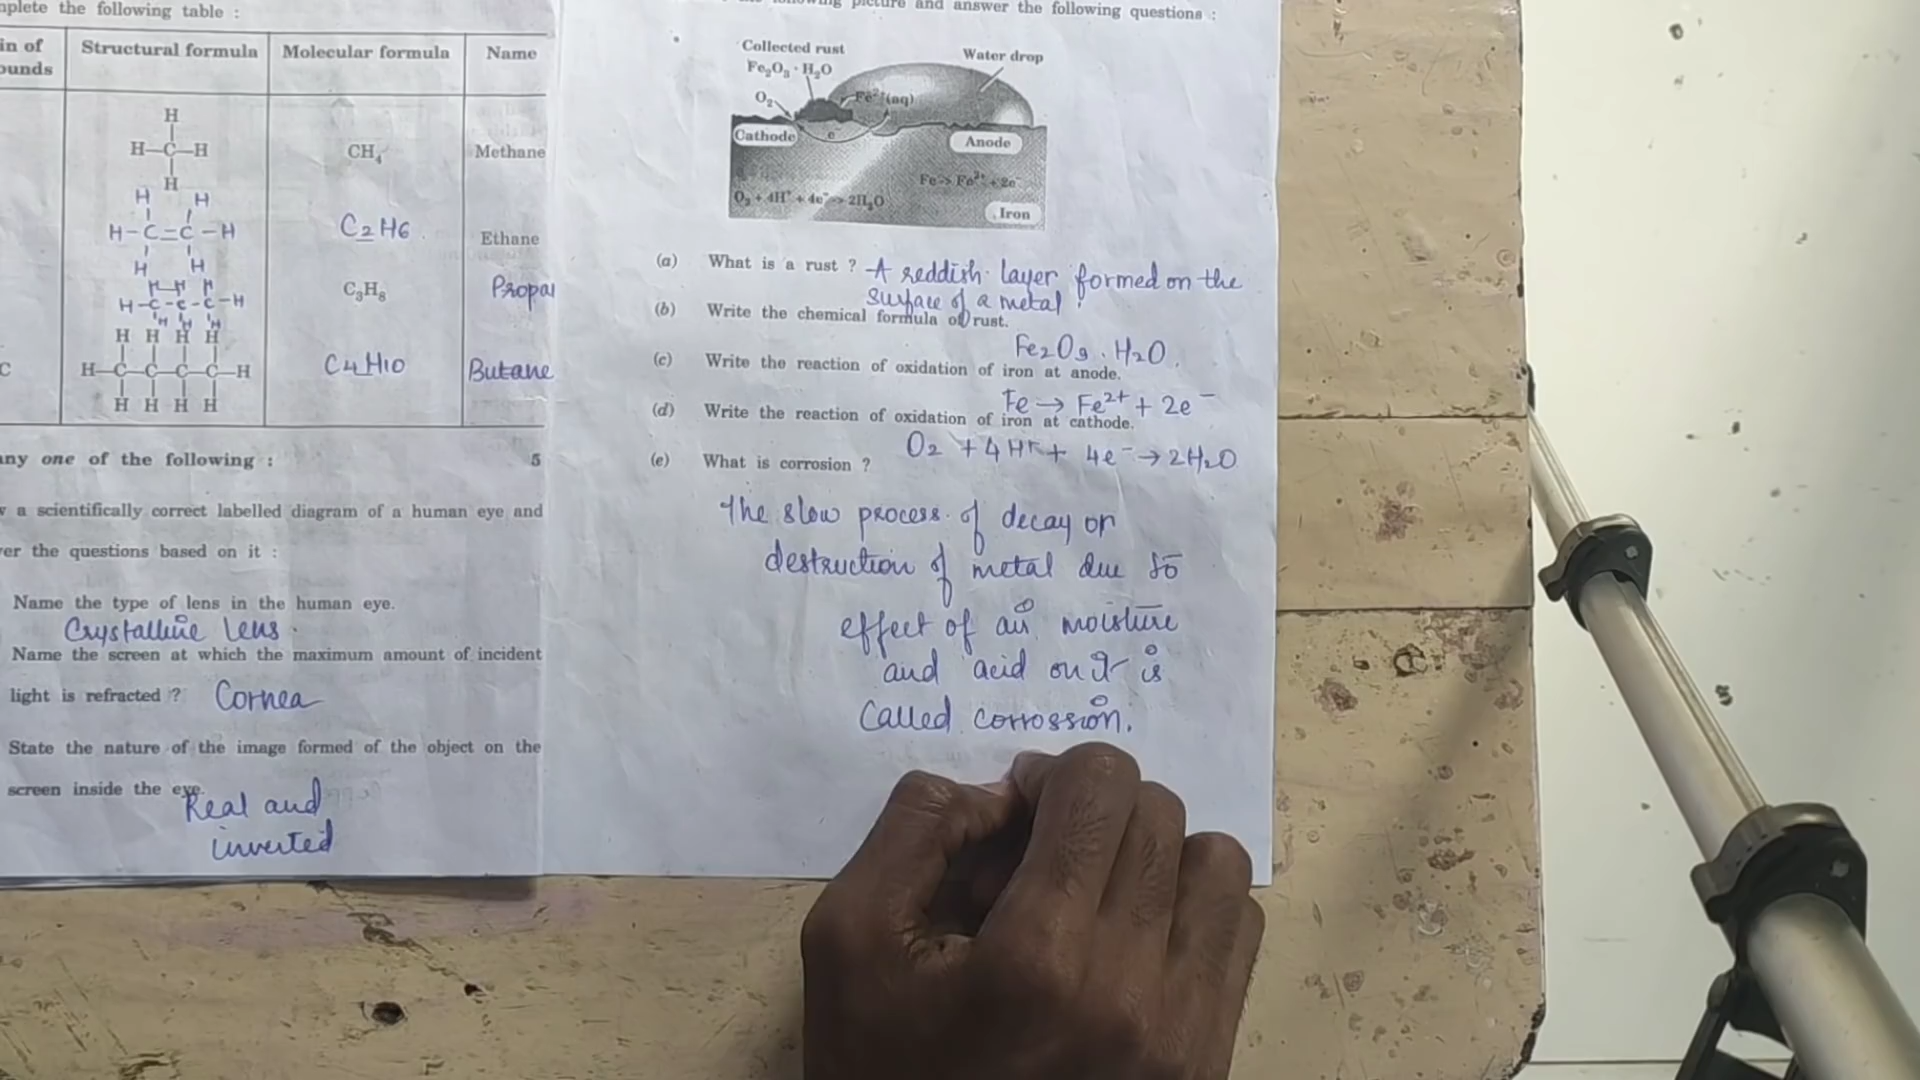 plete the following table :
in of
ounds
Structural formula
Molecular formula
Name
H
H—C—H
H
CH4
Methane
H H
H-C=C-H
H H
C2H6
Ethane
H H H
H-C-C-C-H
H H H
C3H8
Propa
H H H H
H—C—C—C—C—H
H H H H
C
C4H10
Butane
any one of the following :
5
a scientifically correct labelled diagram of a human eye and
er the questions based on it :
Name the type of lens in the human eye.
Crystalline lens.
Name the screen at which the maximum amount of incident
light is refracted ? Cornea
State the nature of the image formed of the object on the
screen inside the eye.
Real and
inverted
picture and answer the following questions :
Collected rust
Fe2O3 · H2O
Water drop
O2
Fe2+(aq)
Cathode
e-
Anode
Fe -> Fe2+ + 2e-
O2 + 4H+ + 4e- -> 2H2O
Iron
(a) What is a rust ? A reddish layer formed on the
surface of a metal.
(b) Write the chemical formula of rust.
Fe2O3 . H2O.
(c) Write the reaction of oxidation of iron at anode.
Fe → Fe2+ + 2e-
(d) Write the reaction of oxidation of iron at cathode.
O2 + 4H+ + 4e- → 2H2O
(e) What is corrosion ?
The slow process of decay or
destruction of metal due to
effect of air moisture
and acid on it is
Called corrossion.